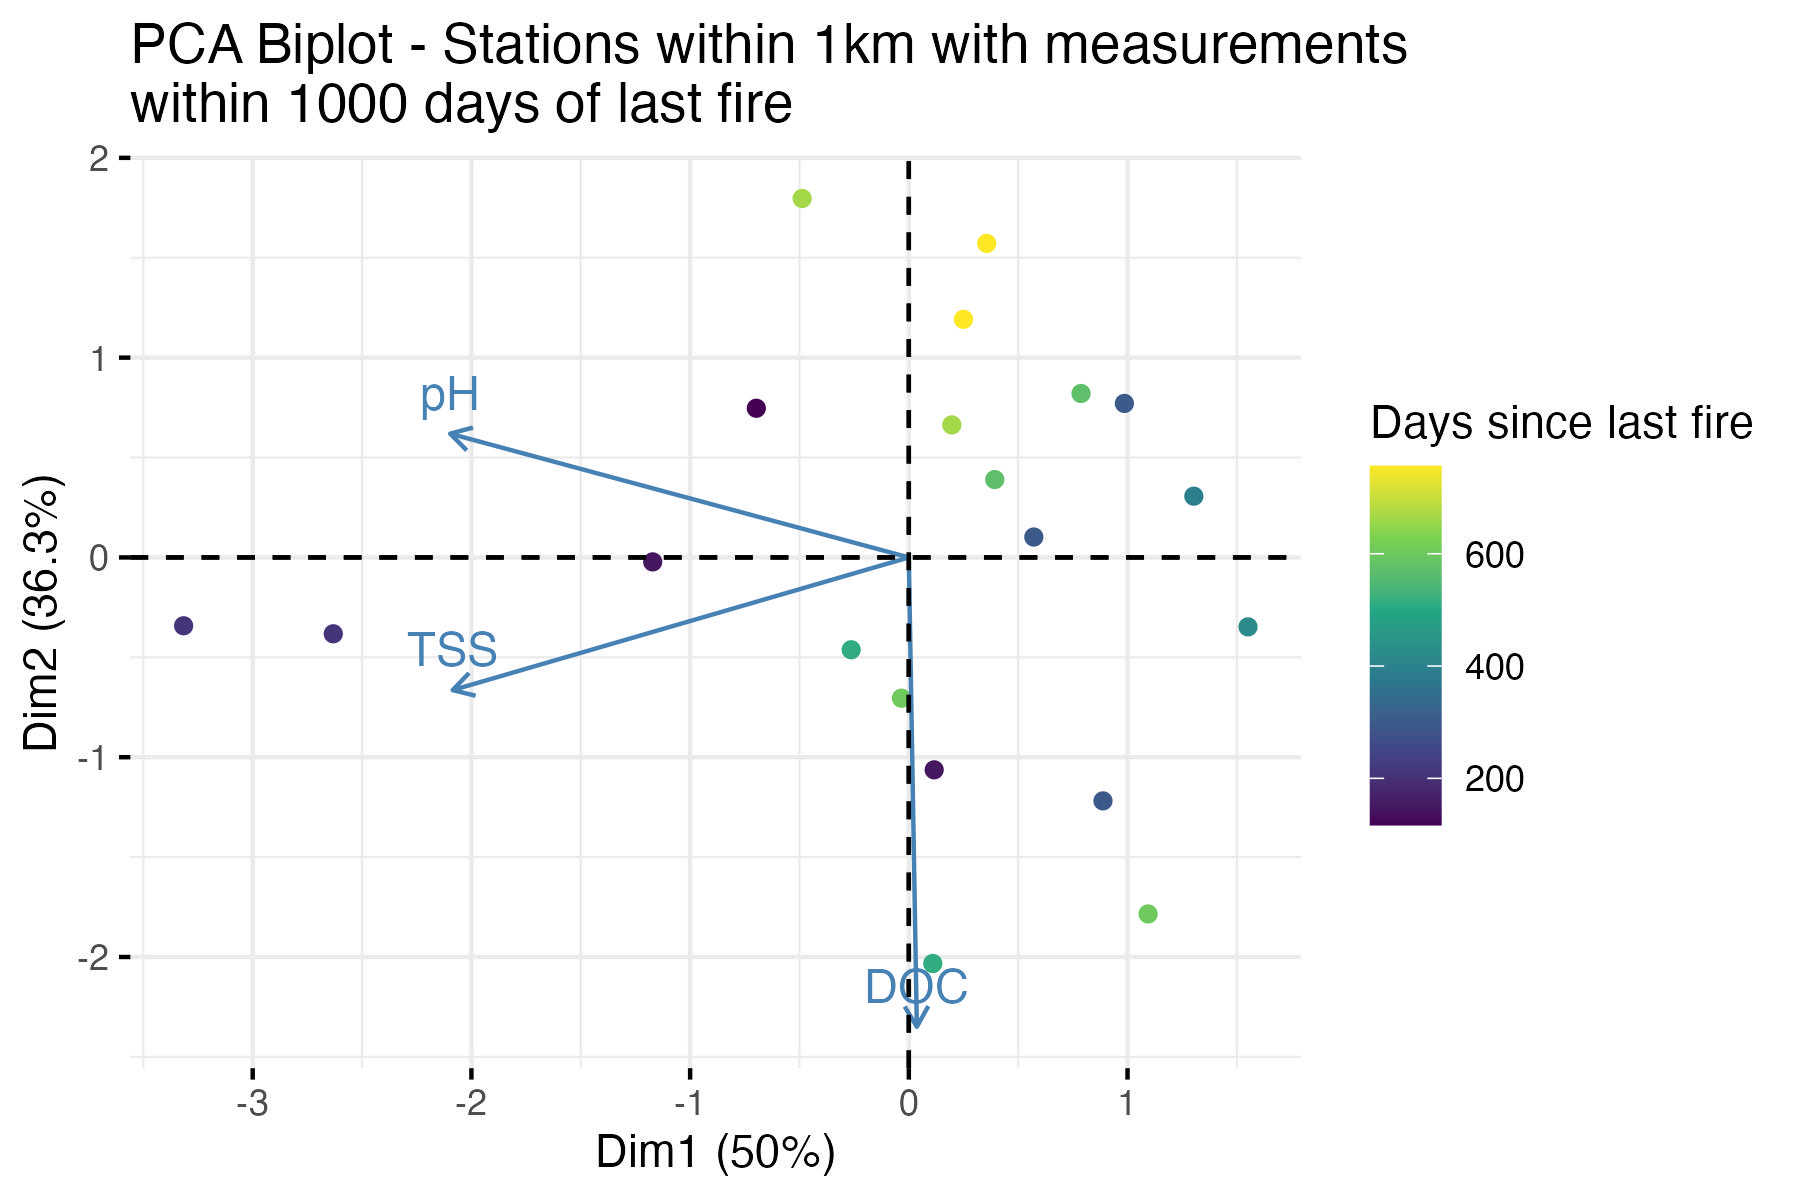 PCA Biplot - Stations within 1km with measurements
within 1000 days of last fire
2
1
0
-1
-2
Dim2 (36.3%)
pH
TSS
DOC
-3
-2
-1
0
1
Dim1 (50%)
Days since last fire
600
400
200